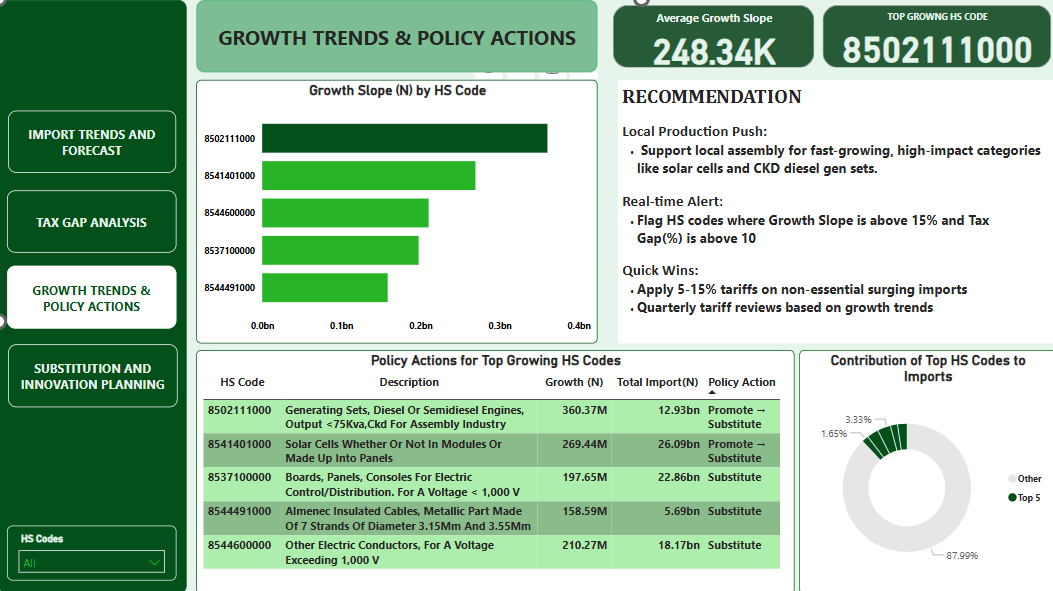 GROWTH TRENDS & POLICY ACTIONS
Average Growth Slope
248.34K
TOP GROWNG HS CODE
8502111000
IMPORT TRENDS AND
FORECAST
TAX GAP ANALYSIS
GROWTH TRENDS &
POLICY ACTIONS
SUBSTITUTION AND
INNOVATION PLANNING
HS Codes
All
Growth Slope (N) by HS Code
8502111000
8541401000
8544600000
8537100000
8544491000
0.0bn 0.1bn 0.2bn 0.3bn 0.4bn
RECOMMENDATION
Local Production Push:
• Support local assembly for fast-growing, high-impact categories
like solar cells and CKD diesel gen sets.
Real-time Alert:
• Flag HS codes where Growth Slope is above 15% and Tax
Gap(%) is above 10
Quick Wins:
• Apply 5-15% tariffs on non-essential surging imports
• Quarterly tariff reviews based on growth trends
Policy Actions for Top Growing HS Codes
HS Code Description Growth (N) Total Import(N) Policy Action
8502111000 Generating Sets, Diesel Or Semidiesel Engines, 360.37M 12.93bn Promote →
Output <75Kva,Ckd For Assembly Industry Substitute
8541401000 Solar Cells Whether Or Not In Modules Or 269.44M 26.09bn Promote →
Made Up Into Panels Substitute
8537100000 Boards, Panels, Consoles For Electric 197.65M 22.86bn Substitute
Control/Distribution. For A Voltage < 1,000 V
8544491000 Almenec Insulated Cables, Metallic Part Made 158.59M 5.69bn Substitute
Of 7 Strands Of Diameter 3.15Mm And 3.55Mm
8544600000 Other Electric Conductors, For A Voltage 210.27M 18.17bn Substitute
Exceeding 1,000 V
Contribution of Top HS Codes to
Imports
3.33%
1.65%
87.99%
Other
Top 5